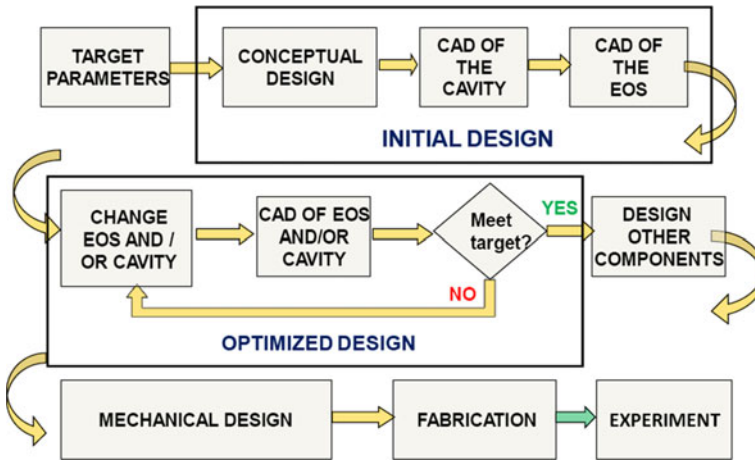 TARGET
PARAMETERS
CONCEPTUAL
DESIGN
CAD OF
THE
CAVITY
CAD OF
THE
EOS
INITIAL DESIGN
CHANGE
EOS AND /
OR CAVITY
CAD OF EOS
AND/OR
CAVITY
Meet
target?
YES
NO
DESIGN
OTHER
COMPONENTS
OPTIMIZED DESIGN
MECHANICAL DESIGN
FABRICATION
EXPERIMENT